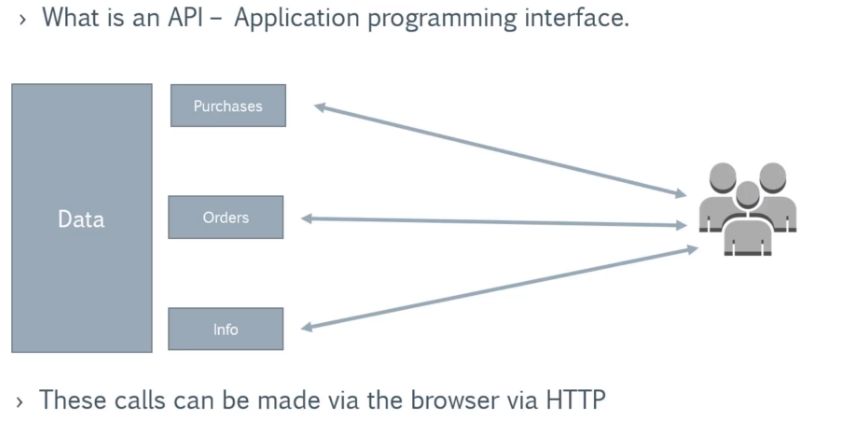 › What is an API – Application programming interface.
Purchases
Data
Orders
Info
› These calls can be made via the browser via HTTP